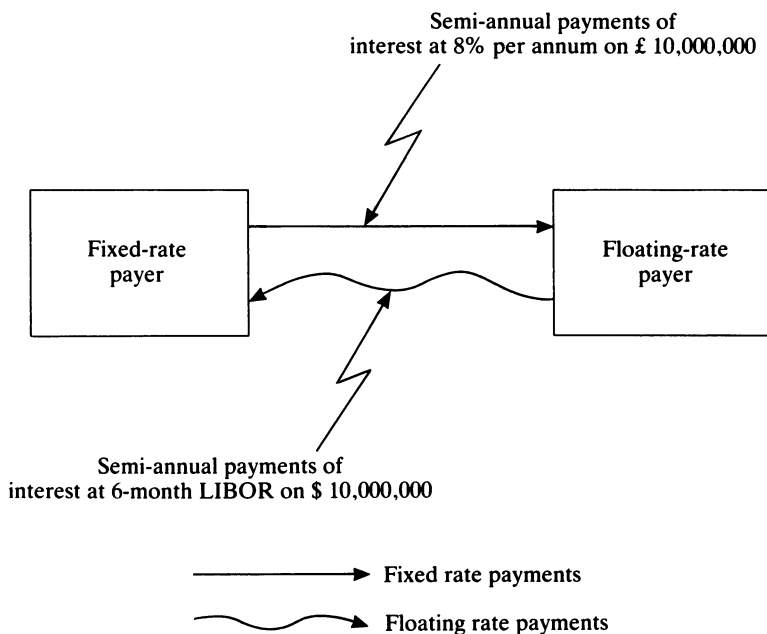 Semi-annual payments of
interest at 8% per annum on £ 10,000,000
Fixed-rate
payer
Floating-rate
payer
Semi-annual payments of
interest at 6-month LIBOR on $ 10,000,000
Fixed rate payments
Floating rate payments